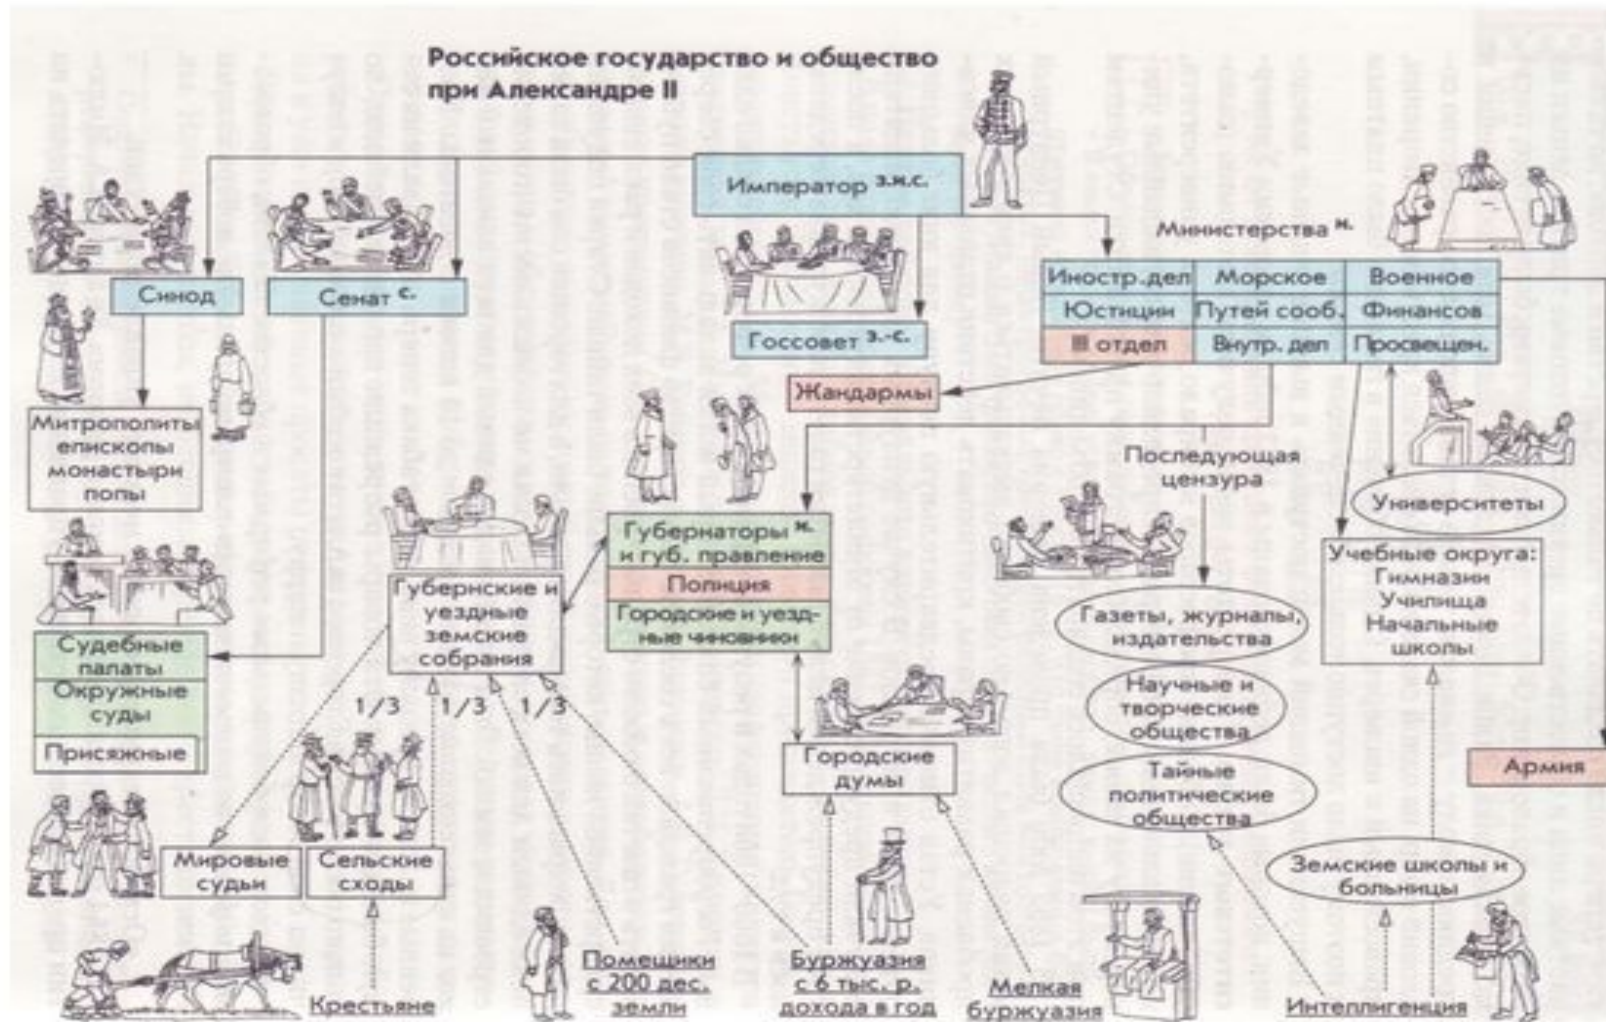 Российское государство и общество
при Александре II
Император з.и.с.
Министерства и.
Синод
Сенат с.
Госсовет з.-с.
Иностр.дел
Морское
Военное
Юстиции
Путей сооб.
Финансов
III отдел
Внутр. дел
Просвещен.
Жандармы
Митрополиты
епископы
монастыри
попы
Последующая
цензура
Университеты
Губернаторы и.
и губ. правление
Полиция
Городские и уезд-
ные чиновники
Губернские и
уездные
земские
собрания
Учебные округа:
Гимназии
Училища
Начальные
школы
Газеты, журналы,
издательства
Судебные
палаты
Окружные
суды
Присяжные
1/3
1/3
1/3
Научные и
творческие
общества
Городские
думы
Тайные
политические
общества
Армия
Мировые
судьи
Сельские
сходы
Земские школы и
больницы
Крестьяне
Помещики
с 200 дес.
земли
Буржуазия
с 6 тыс. р.
дохода в год
Мелкая
буржуазия
Интеллигенция